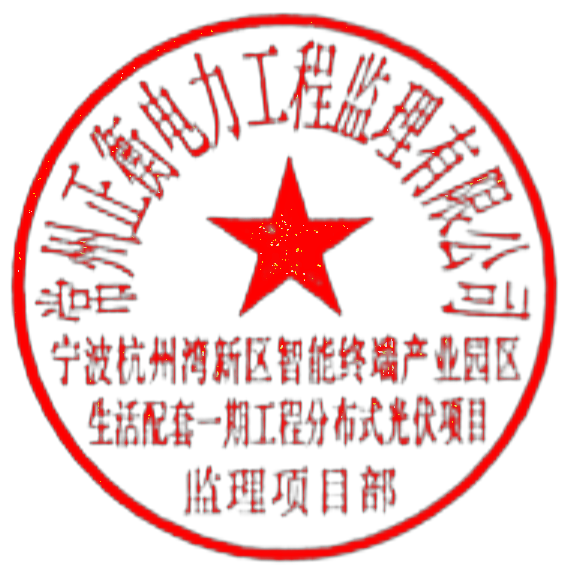 常州正衡电力工程监理有限公司
宁波杭州湾新区智能终端产业园区
生活配套一期工程分布式光伏项目
监理项目部